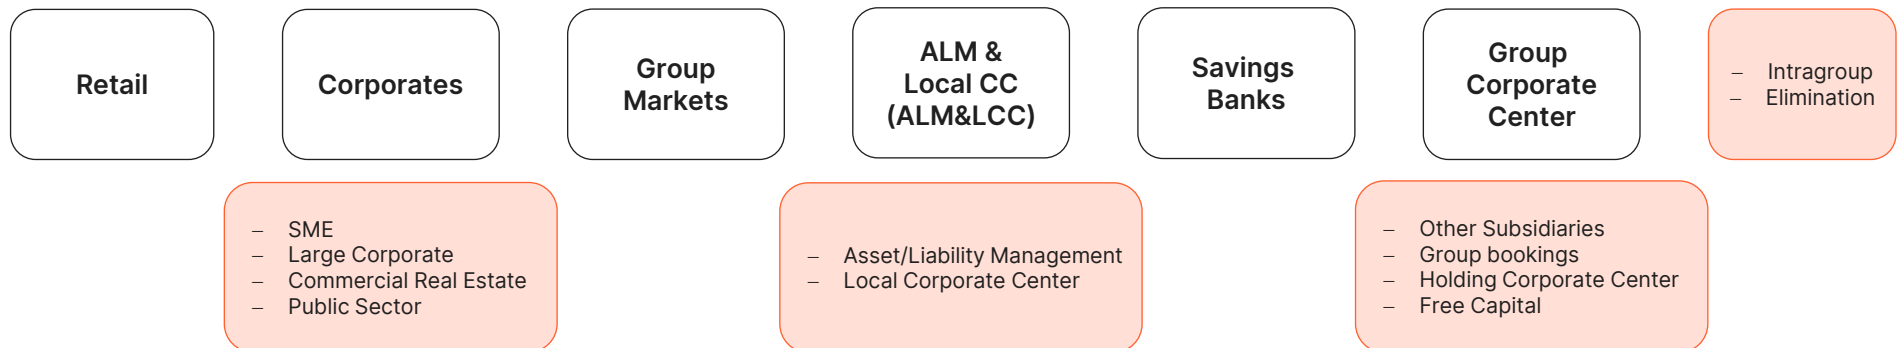 Retail
Corporates
Group
Markets
ALM &
Local CC
(ALM&LCC)
Savings
Banks
Group
Corporate
Center
– Intragroup
– Elimination
– SME
– Large Corporate
– Commercial Real Estate
– Public Sector
– Asset/Liability Management
– Local Corporate Center
– Other Subsidiaries
– Group bookings
– Holding Corporate Center
– Free Capital